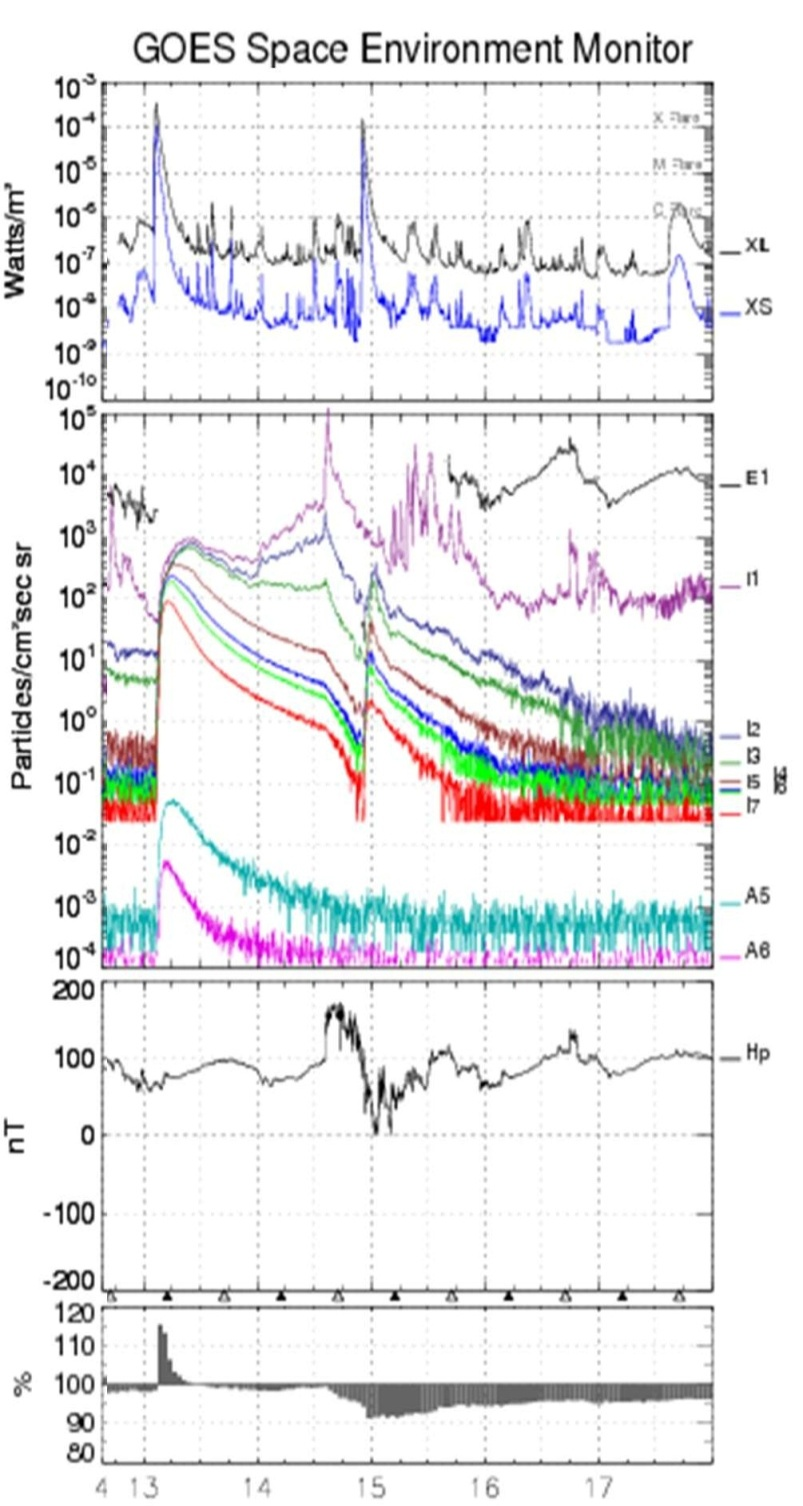 GOES Space Environment Monitor
Watts/m²
10⁻³
10⁻⁴
10⁻⁵
10⁻⁶
10⁻⁷
10⁻⁸
10⁻⁹
10⁻¹⁰
X Flare
M Flare
C Flare
XL
XS
Particles/cm²sec sr
10⁵
10⁴
10³
10²
10¹
10⁰
10⁻¹
10⁻²
10⁻³
10⁻⁴
E1
I1
I2
I3
I5
I7
A5
A6
nT
200
100
0
-100
-200
Hp
%
120
110
100
90
80
4 13 14 15 16 17